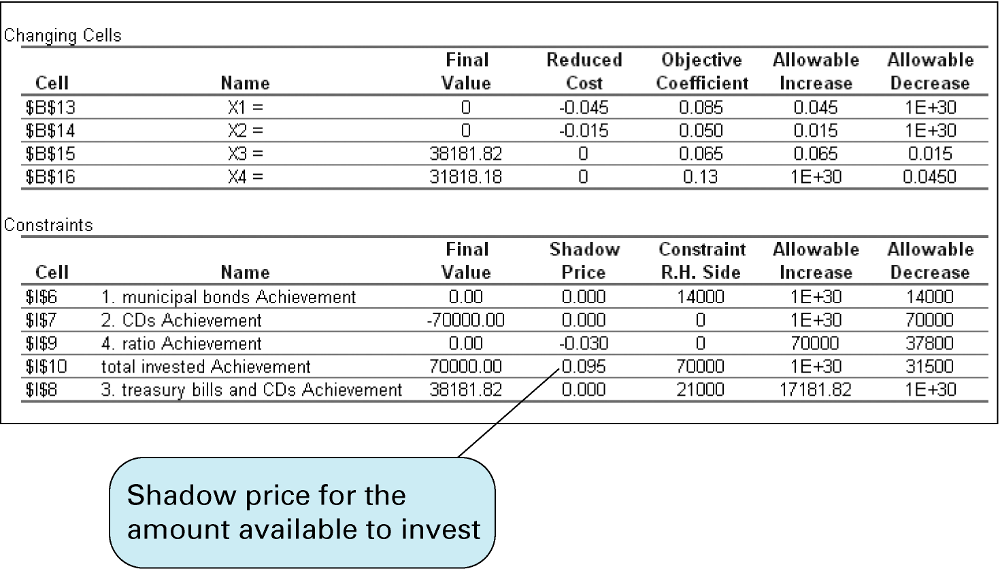 Changing Cells
Final Reduced Objective Allowable Allowable
Cell Name Value Cost Coefficient Increase Decrease
$B$13 X1 = 0 -0.045 0.085 0.045 1E+30
$B$14 X2 = 0 -0.015 0.050 0.015 1E+30
$B$15 X3 = 38181.82 0 0.065 0.065 0.015
$B$16 X4 = 31818.18 0 0.13 1E+30 0.0450
Constraints
Final Shadow Constraint Allowable Allowable
Cell Name Value Price R.H. Side Increase Decrease
$I$6 1. municipal bonds Achievement 0.00 0.000 14000 1E+30 14000
$I$7 2. CDs Achievement -70000.00 0.000 0 1E+30 70000
$I$9 4. ratio Achievement 0.00 -0.030 0 70000 37800
$I$10 total invested Achievement 70000.00 0.095 70000 1E+30 31500
$I$8 3. treasury bills and CDs Achievement 38181.82 0.000 21000 17181.82 1E+30
Shadow price for the
amount available to invest